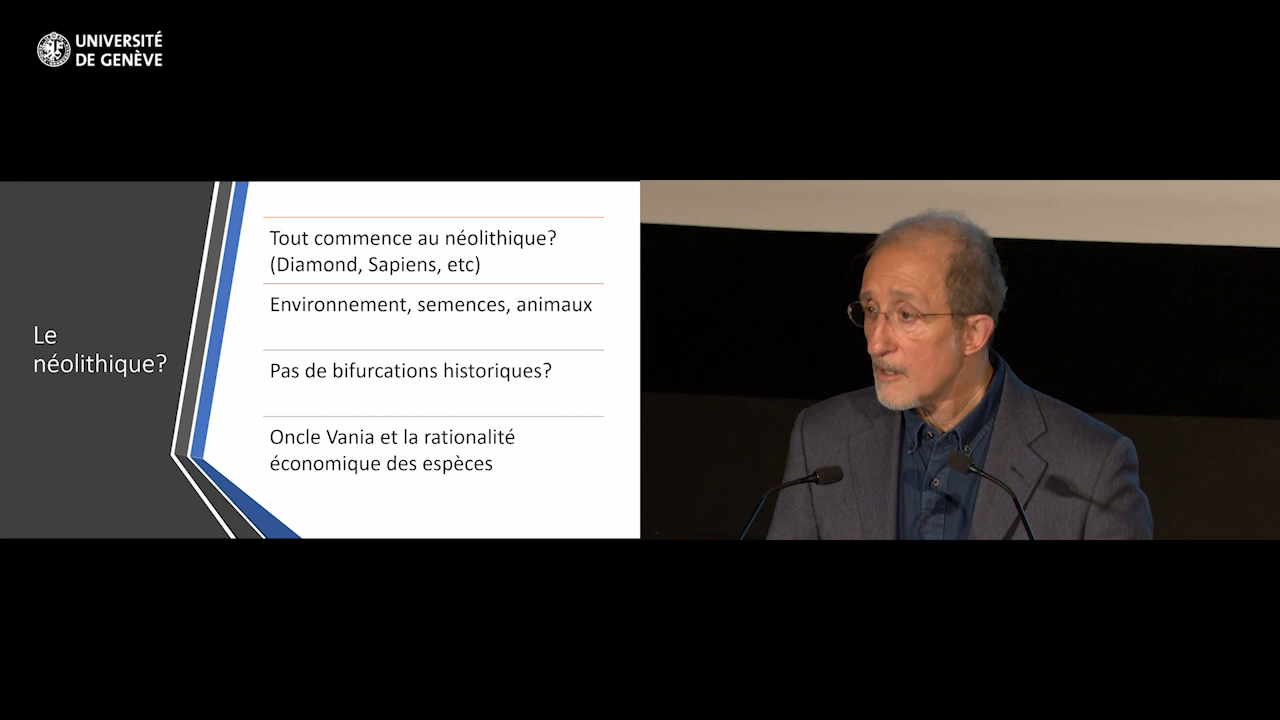 UNIVERSITÉ
DE GENÈVE
Le
néolithique?
Tout commence au néolithique?
(Diamond, Sapiens, etc)
Environnement, semences, animaux
Pas de bifurcations historiques?
Oncle Vania et la rationalité
économique des espèces